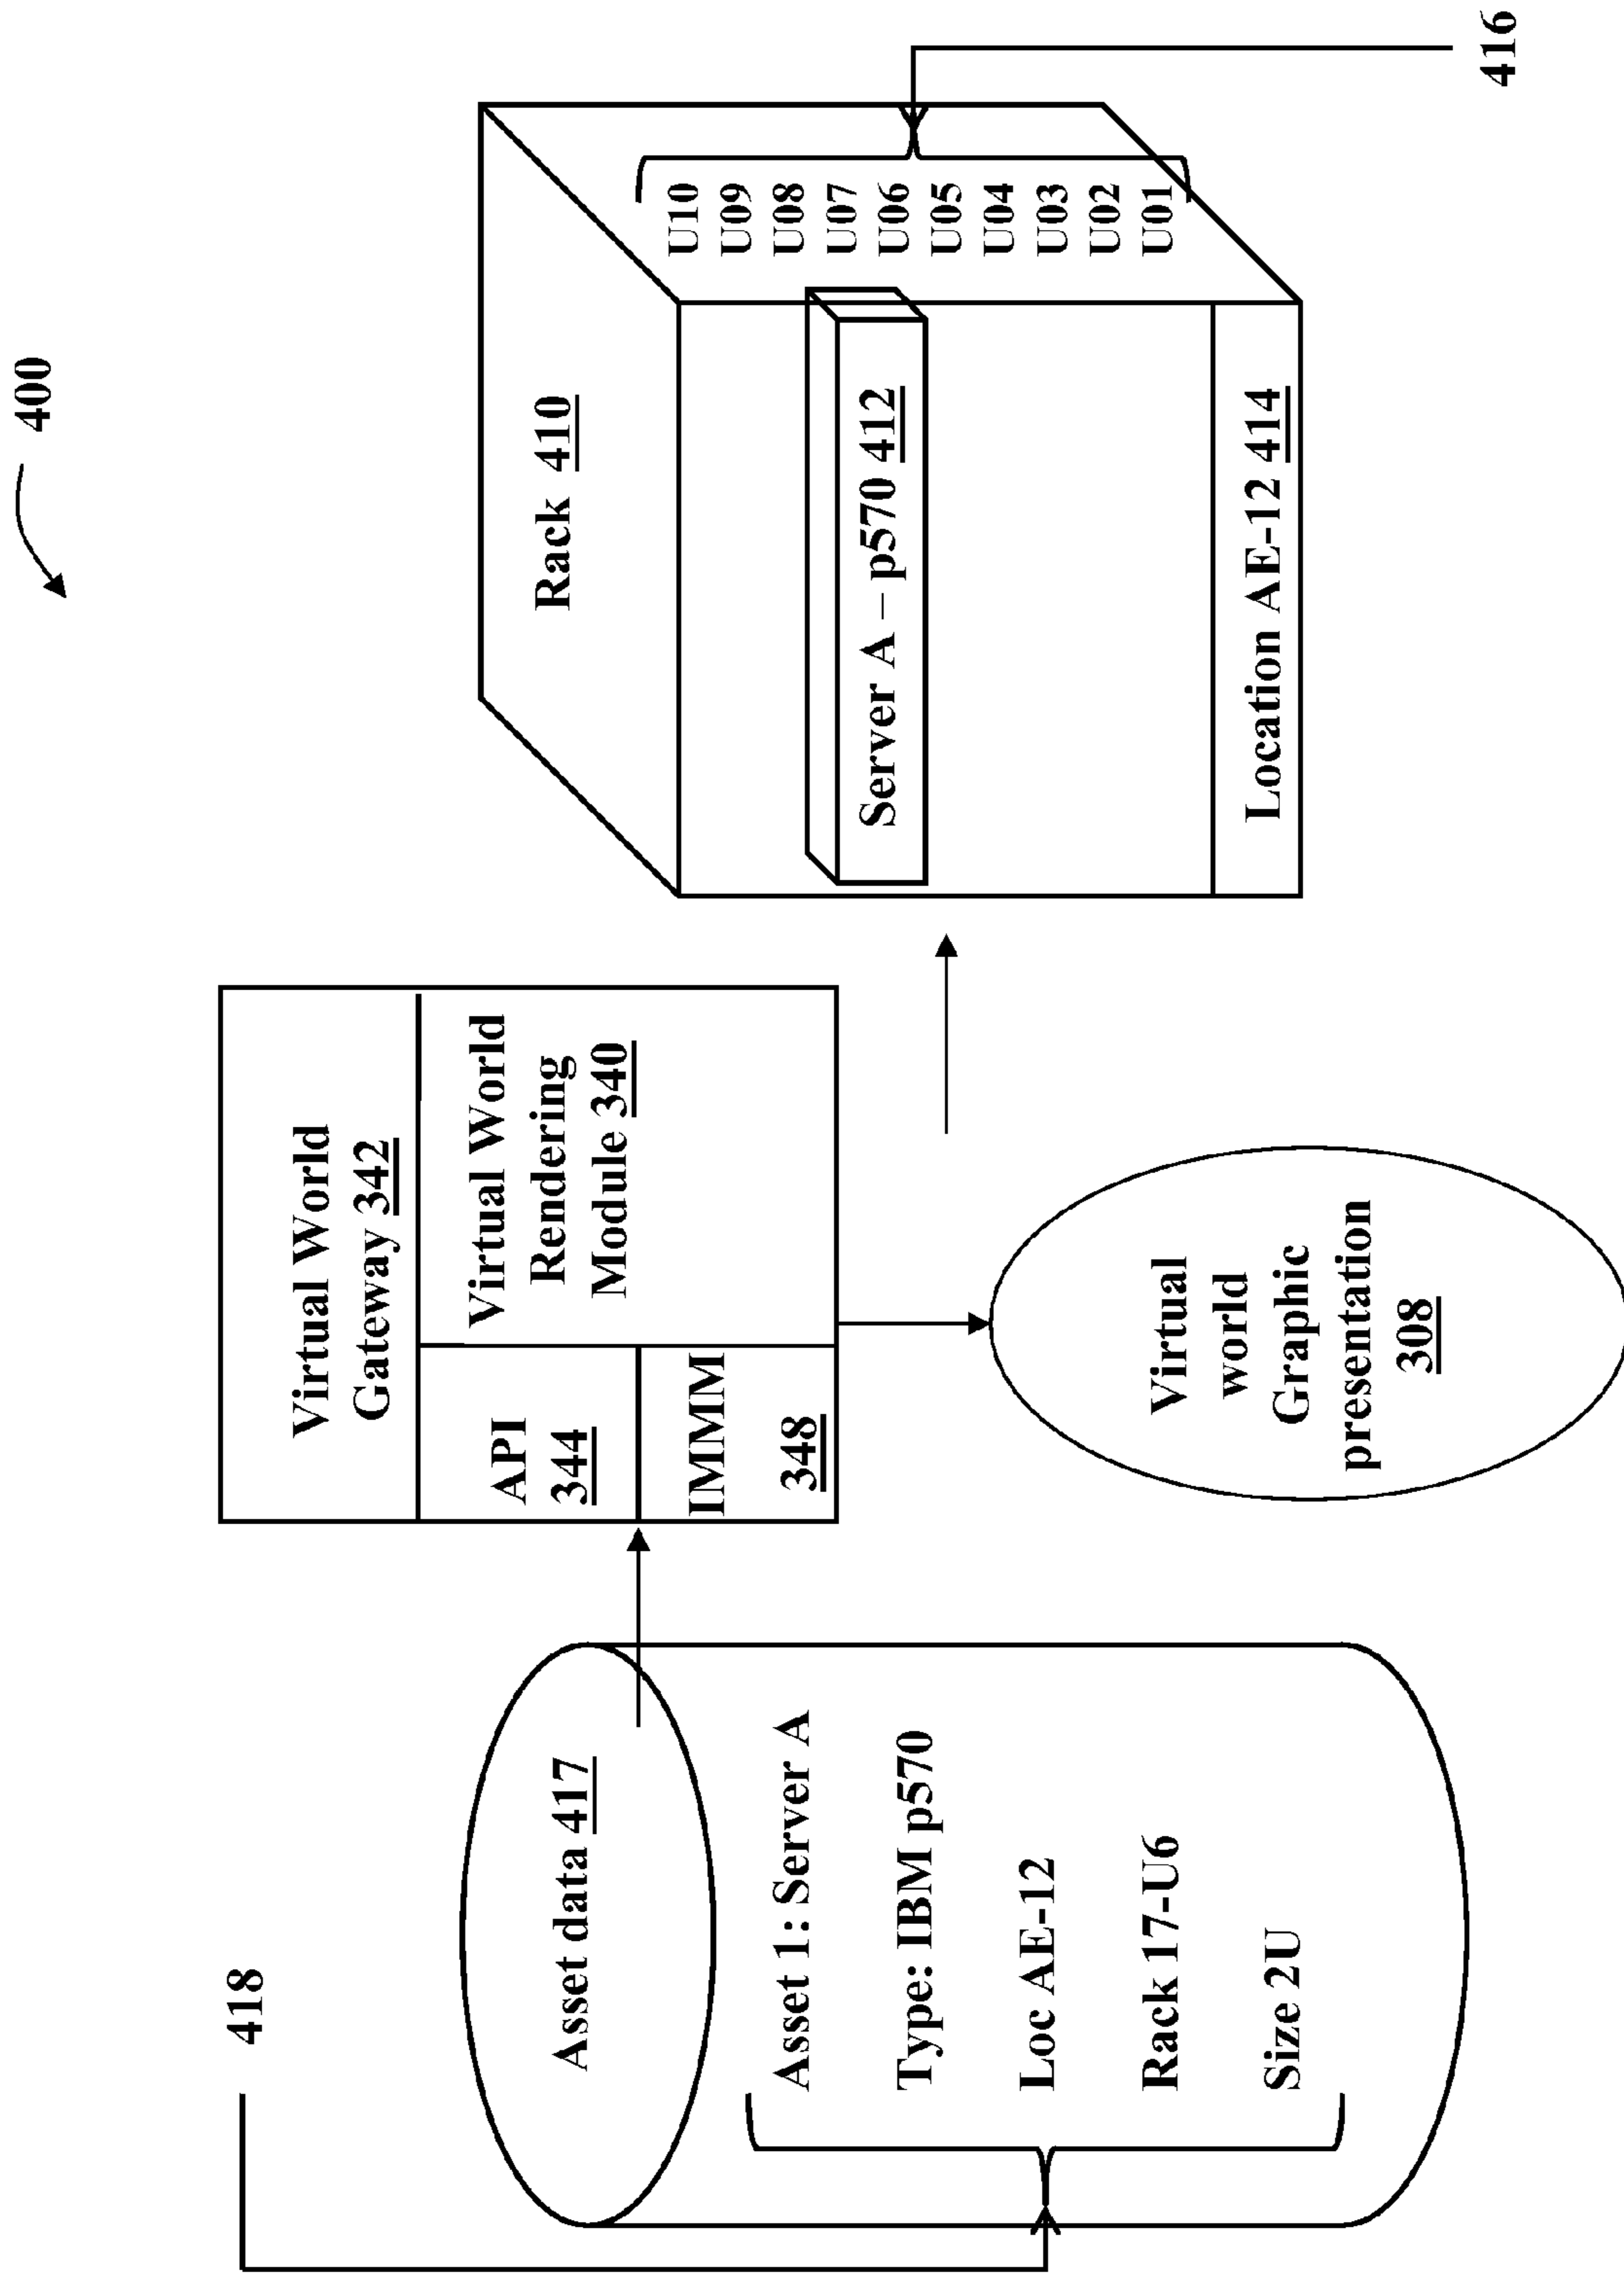 400
418
Asset data 417
Asset 1: Server A
Type: IBM p570
Loc AE-12
Rack 17-U6
Size 2U
Virtual World
Gateway 342
API
344
IMMM
348
Virtual World
Rendering
Module 340
Virtual
world
Graphic
presentation
308
Rack 410
Server A – p570 412
Location AE-12 414
U10
U09
U08
U07
U06
U05
U04
U03
U02
U01
416